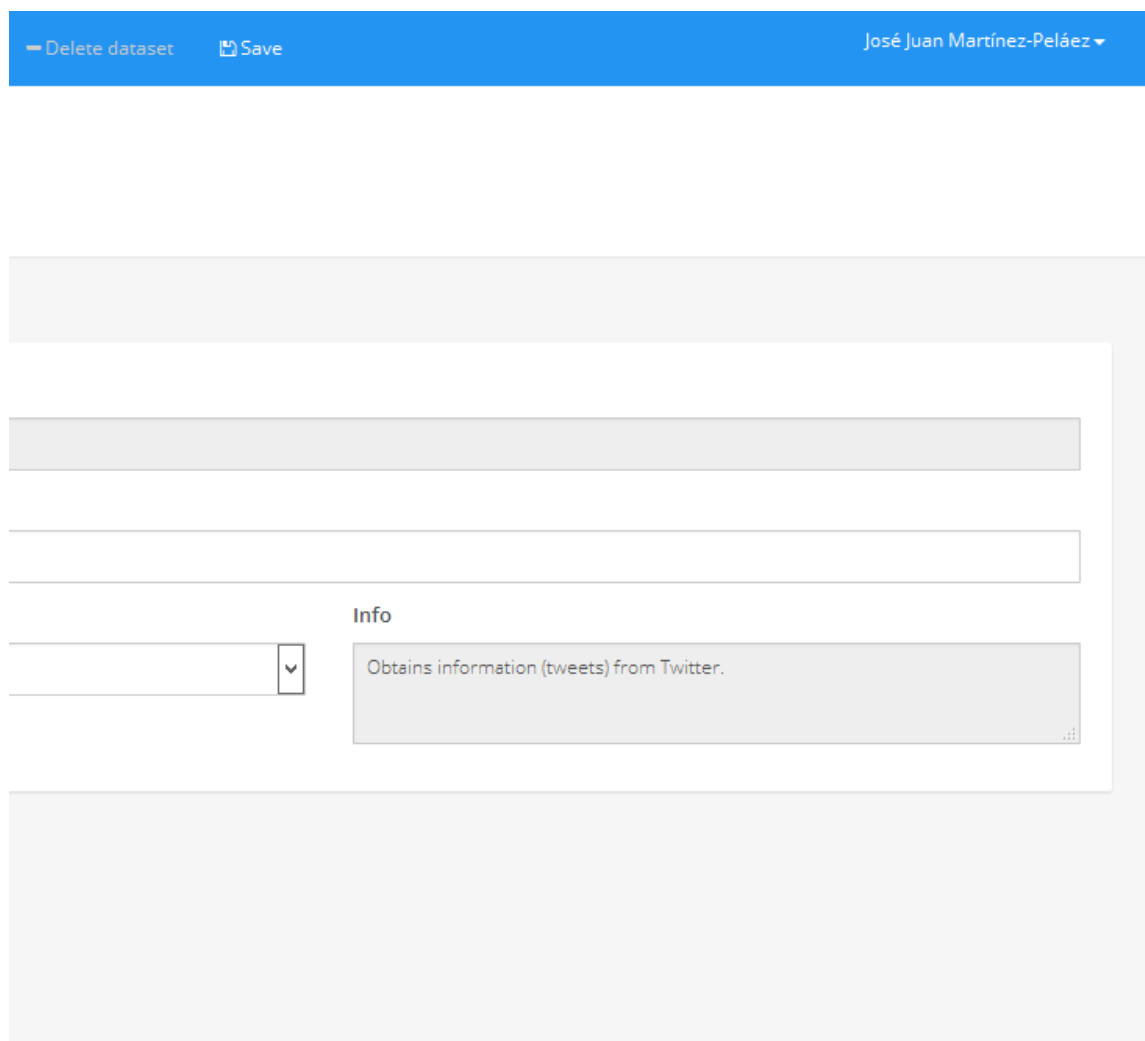 Delete dataset Save José Juan Martínez-Peláez
Info
Obtains information (tweets) from Twitter.